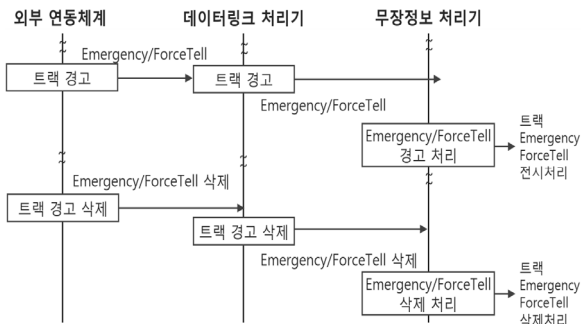 외부 연동체계
데이터링크 처리기
무장정보 처리기
Emergency/ForceTell
트랙 경고
트랙 경고
Emergency/ForceTell
Emergency/ForceTell
경고 처리
트랙
Emergency
ForceTell
전시처리
Emergency/ForceTell 삭제
트랙 경고 삭제
트랙 경고 삭제
Emergency/ForceTell 삭제
Emergency/ForceTell
삭제 처리
트랙
Emergency
ForceTell
삭제처리